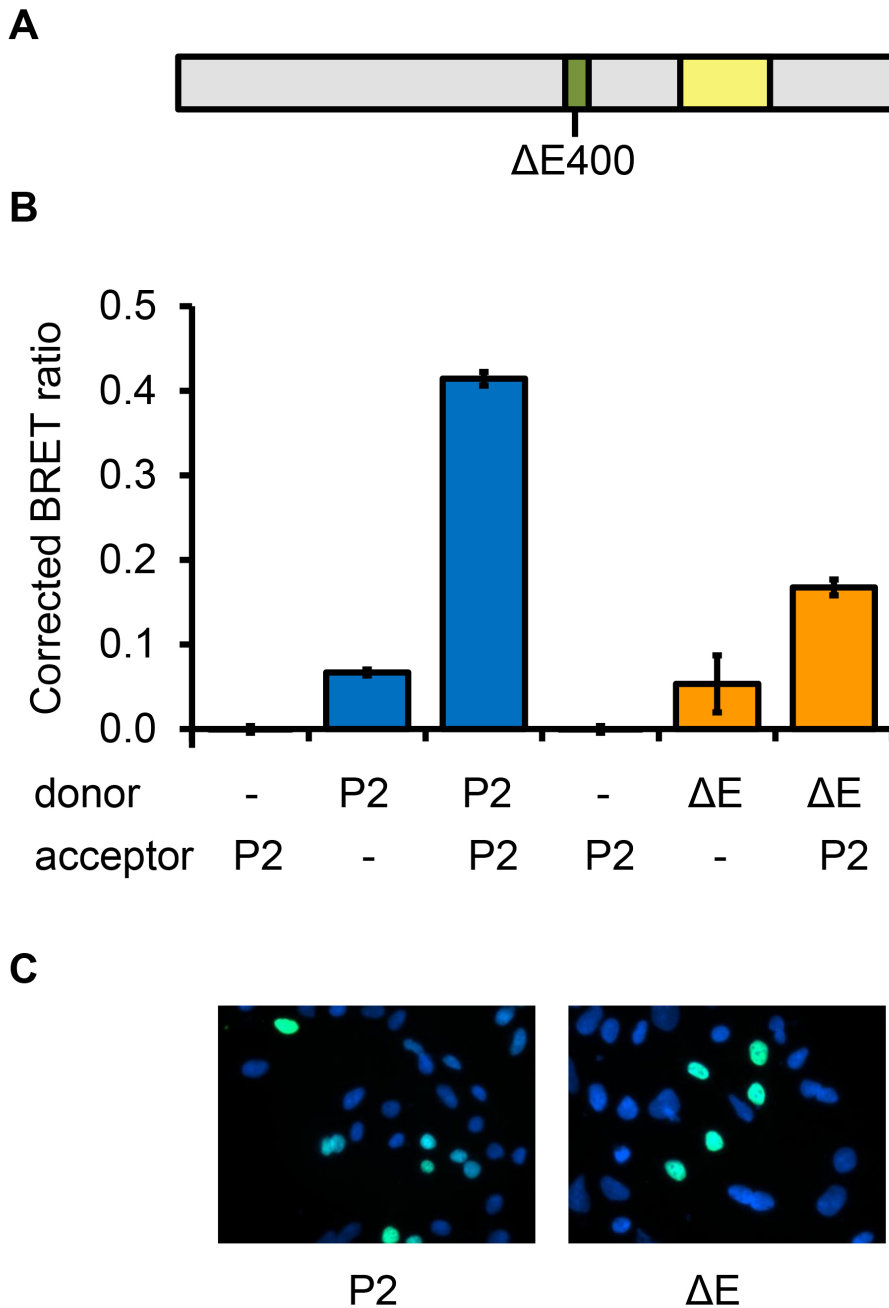 A
ΔE400
B
Corrected BRET ratio
0.5
0.4
0.3
0.2
0.1
0.0
donor - P2 P2 - ΔE ΔE
acceptor P2 - P2 P2 - P2
C
P2 ΔE